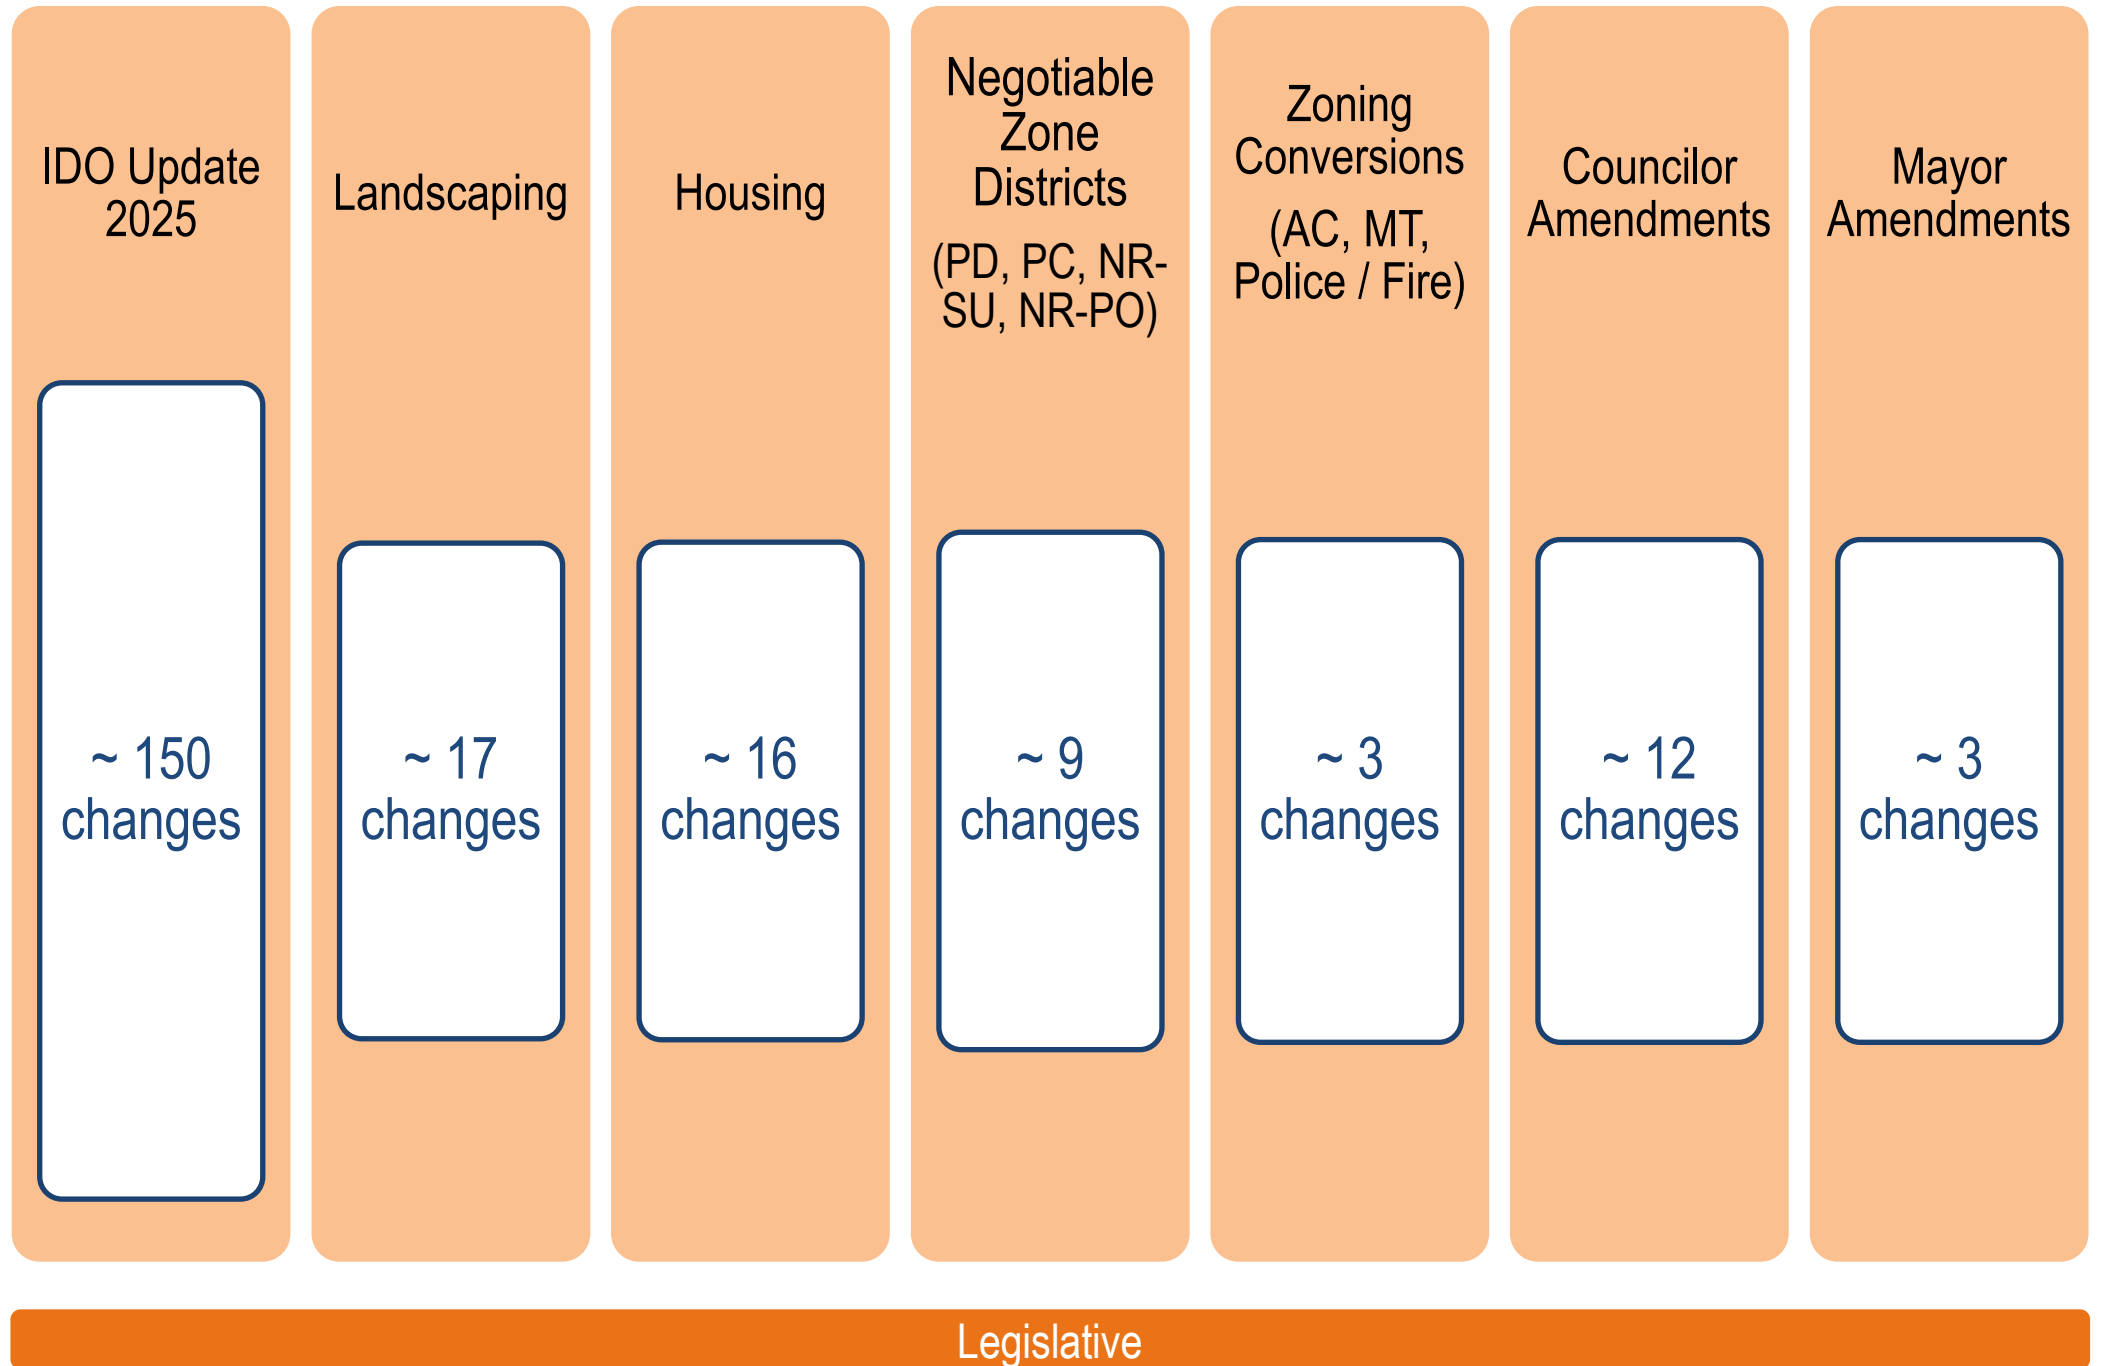 IDO Update
2025
~ 150
changes
Landscaping
~ 17
changes
Housing
~ 16
changes
Negotiable
Zone
Districts
(PD, PC, NR-
SU, NR-PO)
~ 9
changes
Zoning
Conversions
(AC, MT,
Police / Fire)
~ 3
changes
Councilor
Amendments
~ 12
changes
Mayor
Amendments
~ 3
changes
Legislative